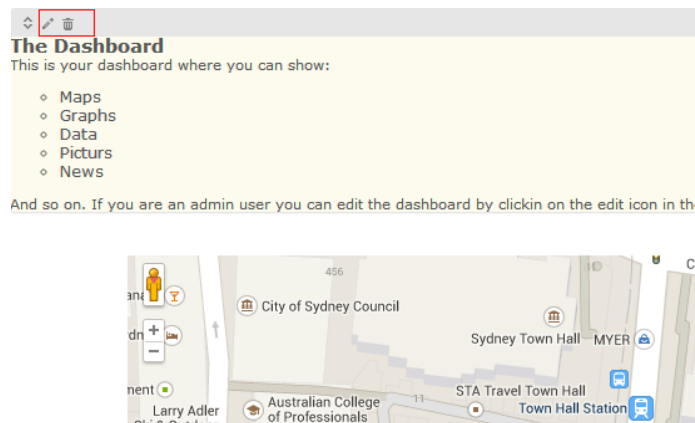 The Dashboard
This is your dashboard where you can show:
Maps
Graphs
Data
Picturs
News
And so on. If you are an admin user you can edit the dashboard by clickin on the edit icon in the
456
City of Sydney Council
Sydney Town Hall
MYER
STA Travel Town Hall
Town Hall Station
Larry Adler
Australian College
of Professionals
11